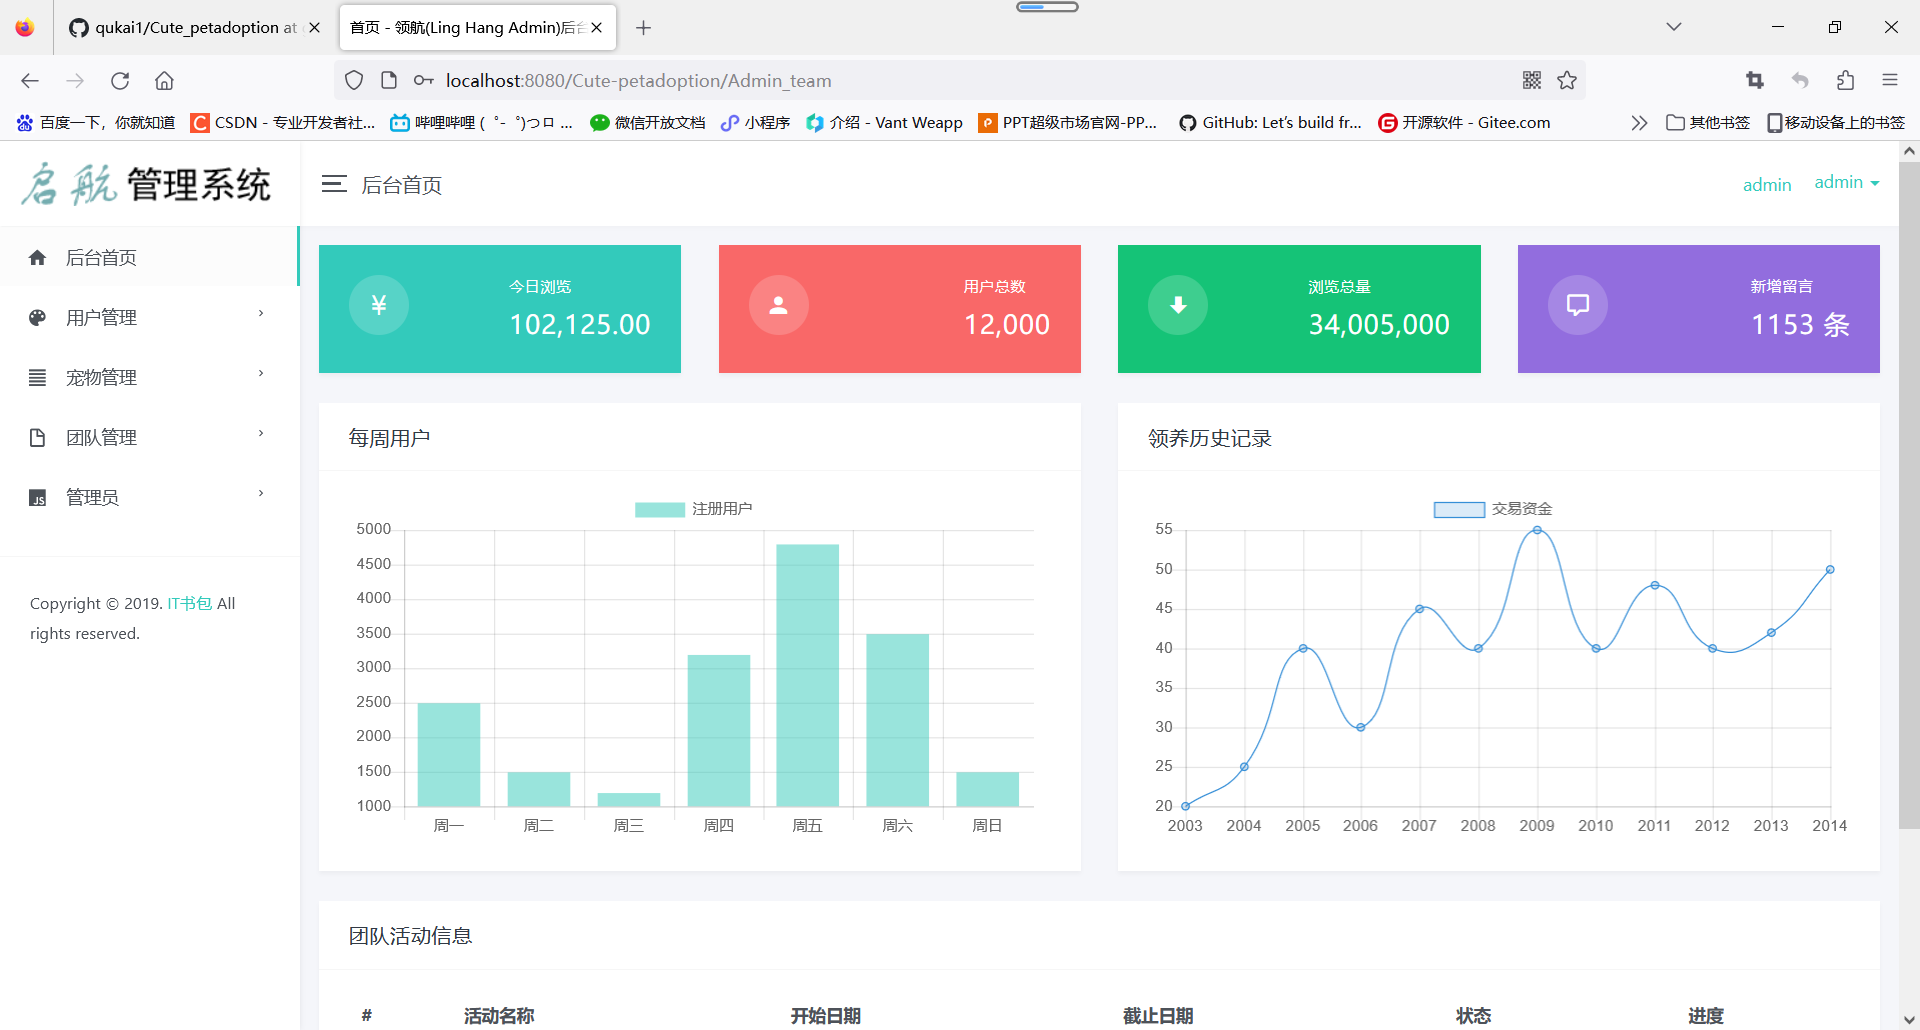 qukai1/Cute_petadoption at
首页 - 领航(Ling Hang Admin)后台
localhost:8080/Cute-petadoption/Admin_team
百度一下，你就知道
CSDN - 专业开发者社...
哔哩哔哩 ( ゜- ゜)つロ ...
微信开放文档
小程序
介绍 - Vant Weapp
PPT超级市场官网-PP...
GitHub: Let's build fr...
开源软件 - Gitee.com
其他书签
移动设备上的书签
启航 管理系统
后台首页
admin
admin
后台首页
用户管理
宠物管理
团队管理
JS 管理员
Copyright © 2019. IT书包 All
rights reserved.
¥
今日浏览
102,125.00
用户总数
12,000
浏览总量
34,005,000
新增留言
1153 条
每周用户
注册用户
5000
4500
4000
3500
3000
2500
2000
1500
1000
周一 周二 周三 周四 周五 周六 周日
领养历史记录
交易资金
55
50
45
40
35
30
25
20
2003 2004 2005 2006 2007 2008 2009 2010 2011 2012 2013 2014
团队活动信息
# 活动名称 开始日期 截止日期 状态 进度